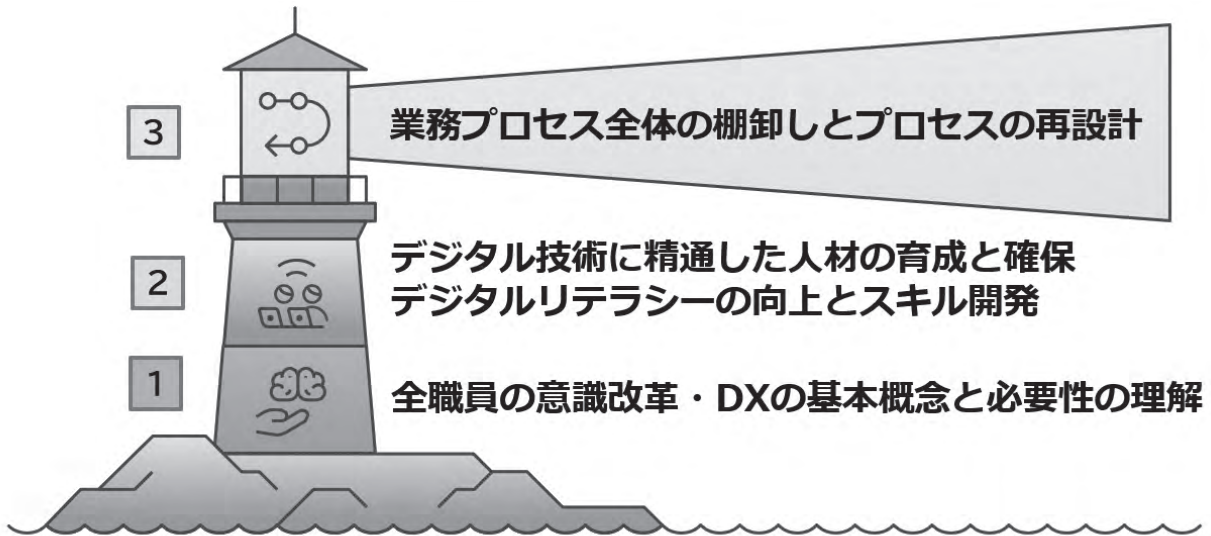 3
業務プロセス全体の棚卸しとプロセスの再設計
2
デジタル技術に精通した人材の育成と確保
デジタルリテラシーの向上とスキル開発
1
全職員の意識改革・DXの基本概念と必要性の理解